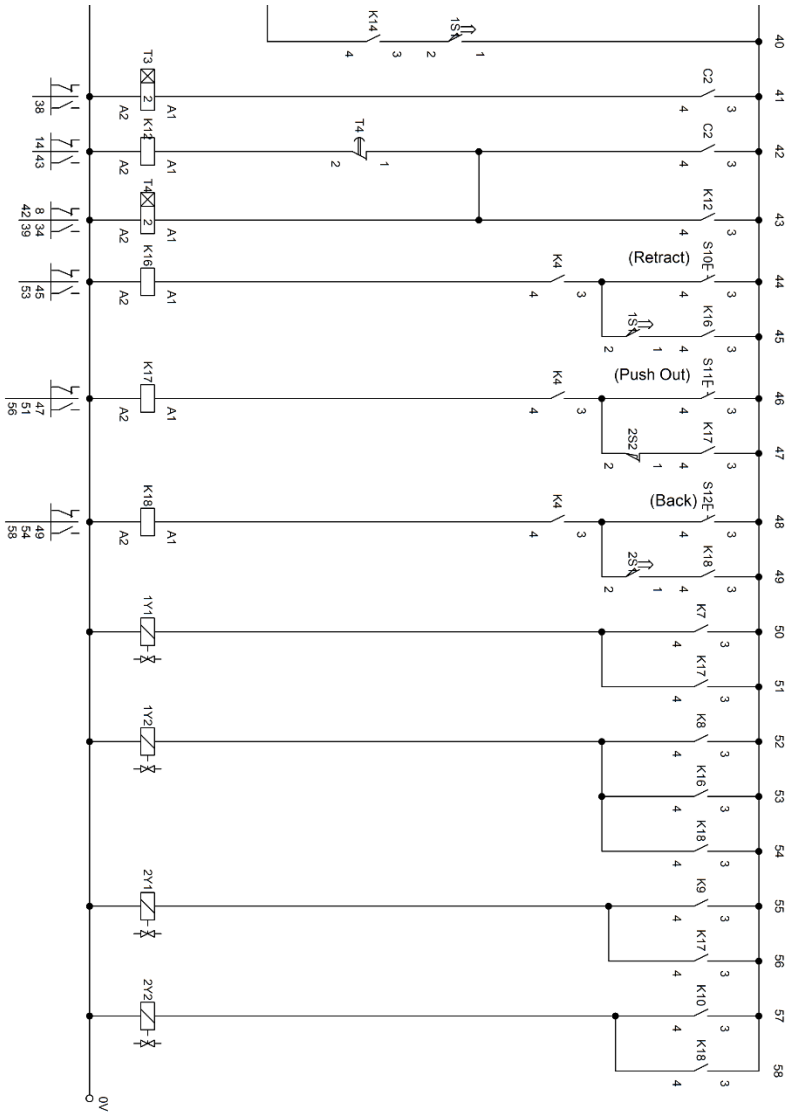 40
1S1
1
2
K14
3
4
41
C2
3
4
T3
2
A1
A2
38
42
C2
3
4
T4
1
2
K12
A1
A2
14 43
43
K12
3
4
T4
2
A1
A2
8 34
42 39
44
S10
3
4
(Retract)
K4
3
4
K16
A1
A2
45
53
45
K16
3
4
1S1
1
2
46
S11
3
4
(Push Out)
K4
3
4
K17
A1
A2
47
51
56
47
K17
3
4
2S2
1
2
48
S12
3
4
(Back)
K4
3
4
K18
A1
A2
49
54
58
49
K18
3
4
2S1
1
2
50
K7
3
4
1Y1
51
K17
3
4
52
K8
3
4
1Y2
53
K16
3
4
54
K18
3
4
55
K9
3
4
2Y1
56
K17
3
4
57
K10
3
4
2Y2
58
K18
3
4
0V